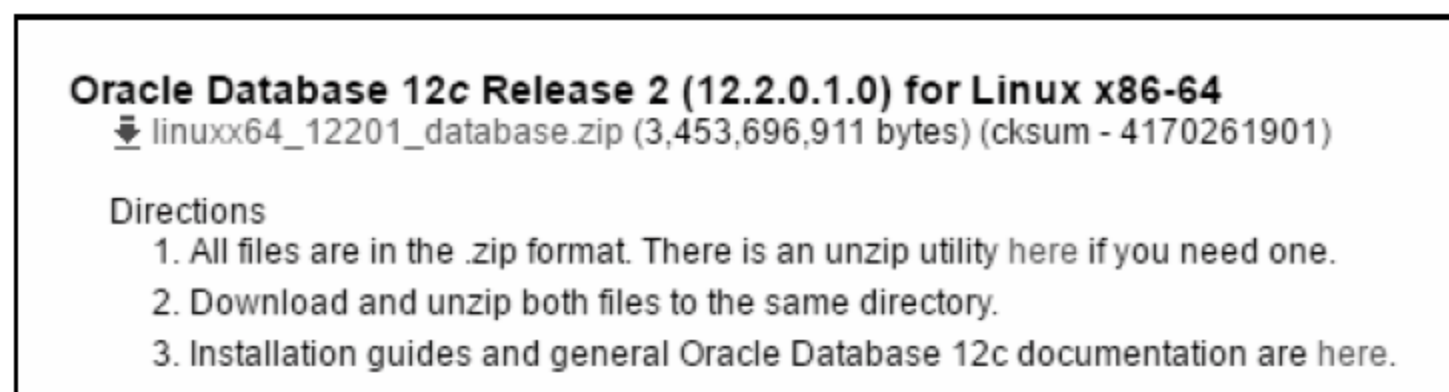 Oracle Database 12c Release 2 (12.2.0.1.0) for Linux x86-64
linuxx64_12201_database.zip (3,453,696,911 bytes) (cksum - 4170261901)
Directions
1. All files are in the .zip format. There is an unzip utility here if you need one.
2. Download and unzip both files to the same directory.
3. Installation guides and general Oracle Database 12c documentation are here.